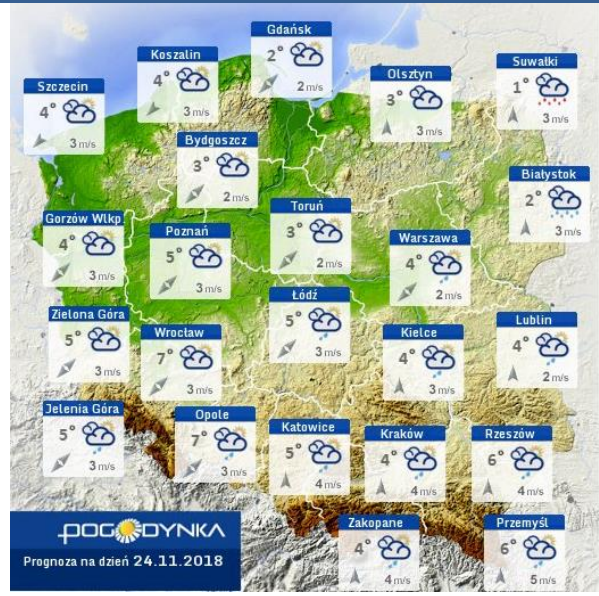 Gdańsk
2°
2 m/s
Koszalin
4°
3 m/s
Suwałki
1°
3 m/s
Olsztyn
3°
3 m/s
Szczecin
4°
3 m/s
Bydgoszcz
3°
2 m/s
Białystok
2°
3 m/s
Toruń
3°
2 m/s
Gorzów Wlkp
4°
3 m/s
Poznań
5°
3 m/s
Warszawa
4°
2 m/s
Łódź
5°
3 m/s
Zielona Góra
5°
3 m/s
Wrocław
7°
3 m/s
Kielce
4°
3 m/s
Lublin
4°
2 m/s
Jelenia Góra
5°
3 m/s
Opole
7°
3 m/s
Katowice
5°
4 m/s
Kraków
4°
4 m/s
Rzeszów
6°
4 m/s
Zakopane
4°
4 m/s
Przemyśl
6°
5 m/s
POGODYNKA
Prognoza na dzień 24.11.2018